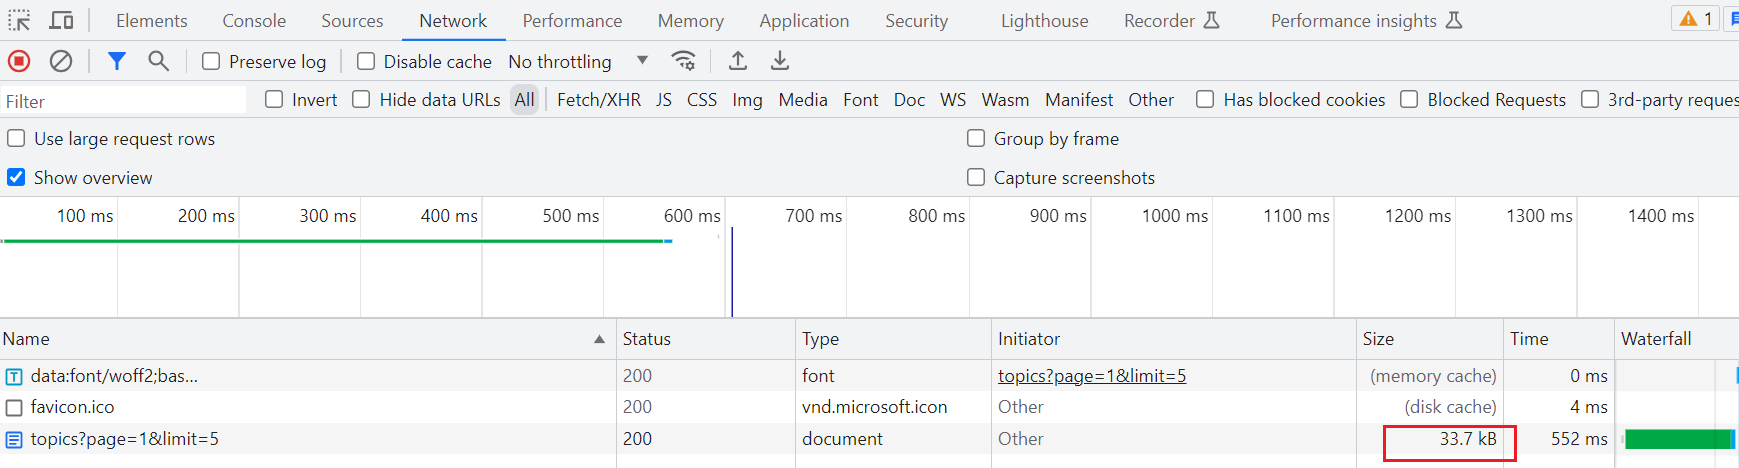 Elements Console Sources Network Performance Memory Application Security Lighthouse Recorder Performance insights 1
Preserve log Disable cache No throttling
Filter Invert Hide data URLs All Fetch/XHR JS CSS Img Media Font Doc WS Wasm Manifest Other Has blocked cookies Blocked Requests 3rd-party reque
Use large request rows Group by frame
Show overview Capture screenshots
100 ms 200 ms 300 ms 400 ms 500 ms 600 ms 700 ms 800 ms 900 ms 1000 ms 1100 ms 1200 ms 1300 ms 1400 ms
Name Status Type Initiator Size Time Waterfall
T data:font/woff2;bas... 200 font topics?page=1&limit=5 (memory cache) 0 ms
favicon.ico 200 vnd.microsoft.icon Other (disk cache) 4 ms
topics?page=1&limit=5 200 document Other 33.7 kB 552 ms